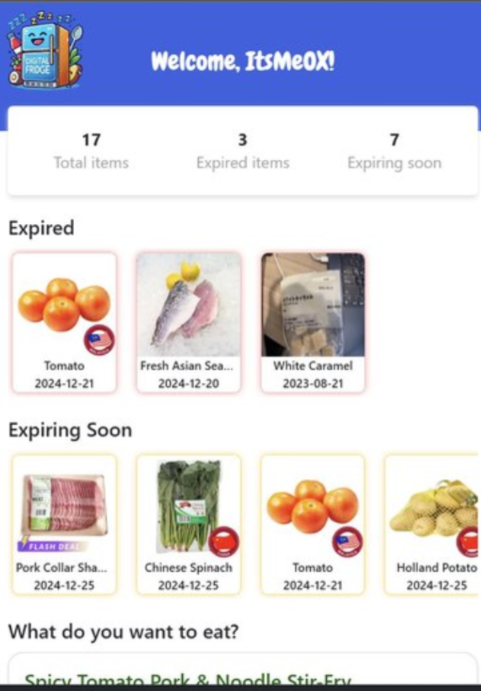 DIGITAL
FRIDGE
Welcome, ItsMeOX!
17 3 7
Total items Expired items Expiring soon
Expired
Tomato Fresh Asian Sea... White Caramel
2024-12-21 2024-12-20 2023-08-21
Expiring Soon
FLASH DEAL
Pork Collar Sha... Chinese Spinach Tomato Holland Potato
2024-12-25 2024-12-25 2024-12-21 2024-12-25
What do you want to eat?
Spicy Tomato Pork & Noodle Stir-Fry